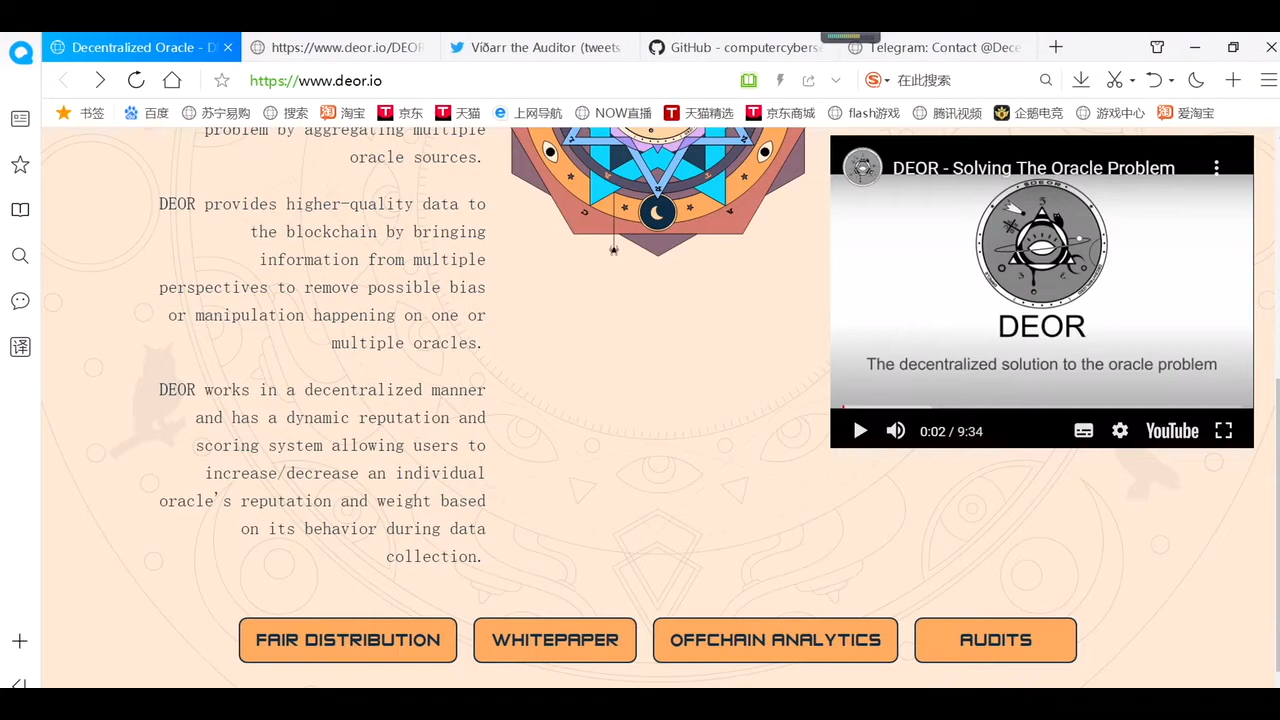 Decentralized Oracle - D
https://www.deor.io/DEOR
Víðarr the Auditor (tweets
GitHub - computercyberse
Telegram: Contact @Dece
https://www.deor.io
在此搜索
书签
百度
苏宁易购
搜索
淘宝
京东
天猫
上网导航
NOW直播
天猫精选
京东商城
flash游戏
腾讯视频
企鹅电竞
游戏中心
爱淘宝
译
problem by aggregating multiple
oracle sources.
DEOR provides higher-quality data to
the blockchain by bringing
information from multiple
perspectives to remove possible bias
or manipulation happening on one or
multiple oracles.
DEOR works in a decentralized manner
and has a dynamic reputation and
scoring system allowing users to
increase/decrease an individual
oracle's reputation and weight based
on its behavior during data
collection.
DEOR - Solving The Oracle Problem
DEOR
The decentralized solution to the oracle problem
0:02 / 9:34
YouTube
FAIR DISTRIBUTION
WHITEPAPER
OFFCHAIN ANALYTICS
AUDITS